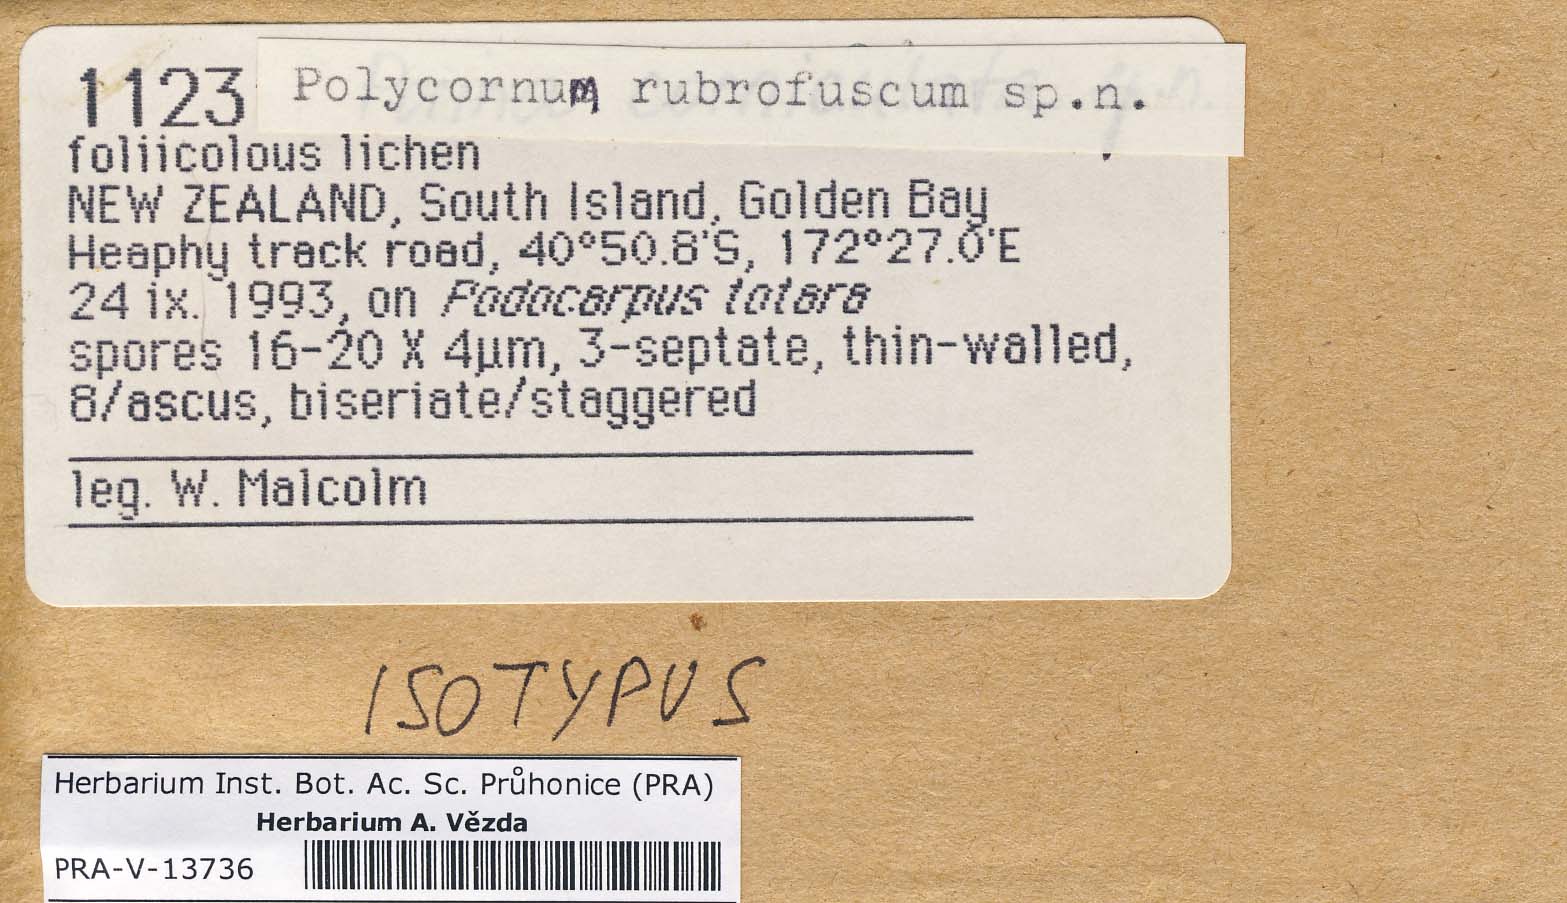 1123 Polycornum rubrofuscum sp.n.
foliicolous lichen
NEW ZEALAND, South Island, Golden Bay
Heaphy track road, 40°50.8'S, 172°27.0'E
24 ix. 1993, on Podocarpus totara
spores 16-20 X 4µm, 3-septate, thin-walled,
8/ascus, biseriate/staggered
leg. W. Malcolm
ISOTYPUS
Herbarium Inst. Bot. Ac. Sc. Průhonice (PRA)
Herbarium A. Vězda
PRA-V-13736